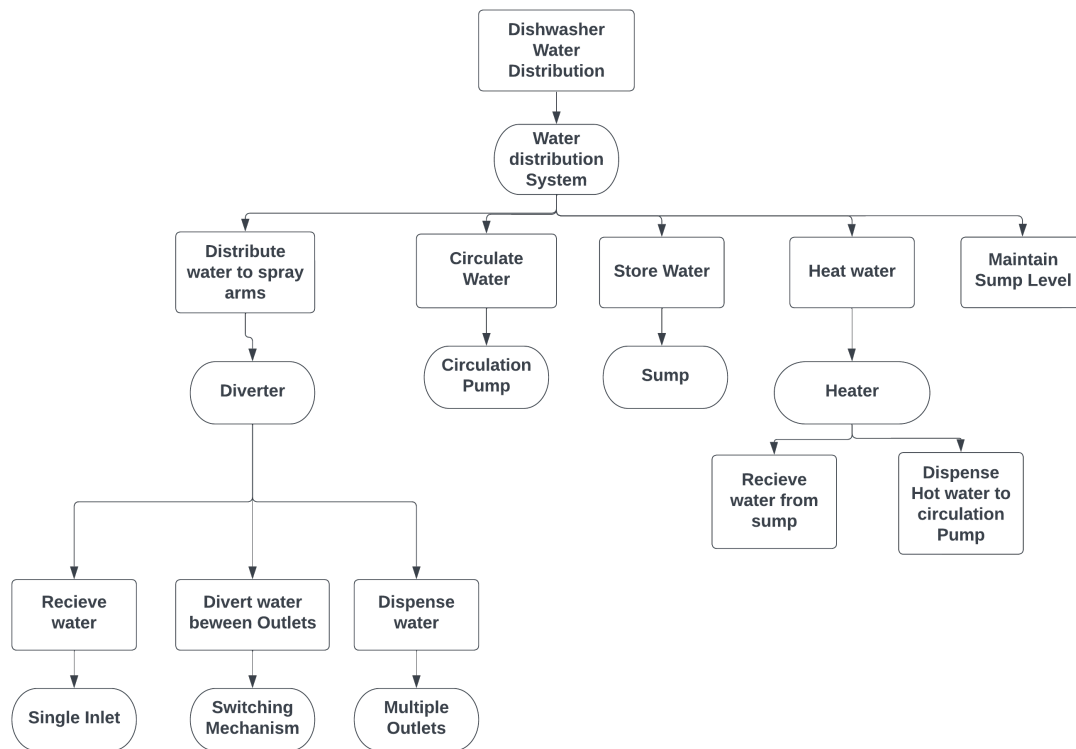 Dishwasher
Water
Distribution
Water
distribution
System
Distribute
water to spray
arms
Circulate
Water
Store Water
Heat water
Maintain
Sump Level
Diverter
Circulation
Pump
Sump
Heater
Recieve
water from
sump
Dispense
Hot water to
circulation
Pump
Recieve
water
Divert water
beween Outlets
Dispense
water
Single Inlet
Switching
Mechanism
Multiple
Outlets